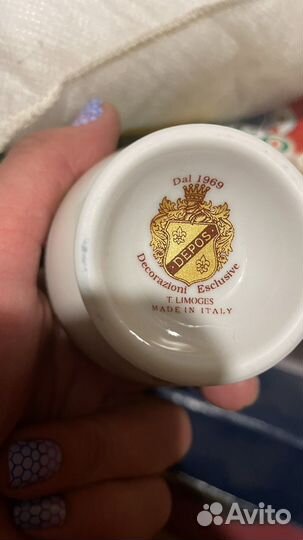 Dal 1969
DEPOS.
Decorazioni Esclusive
T. LIMOGES
MADE IN ITALY
Avito